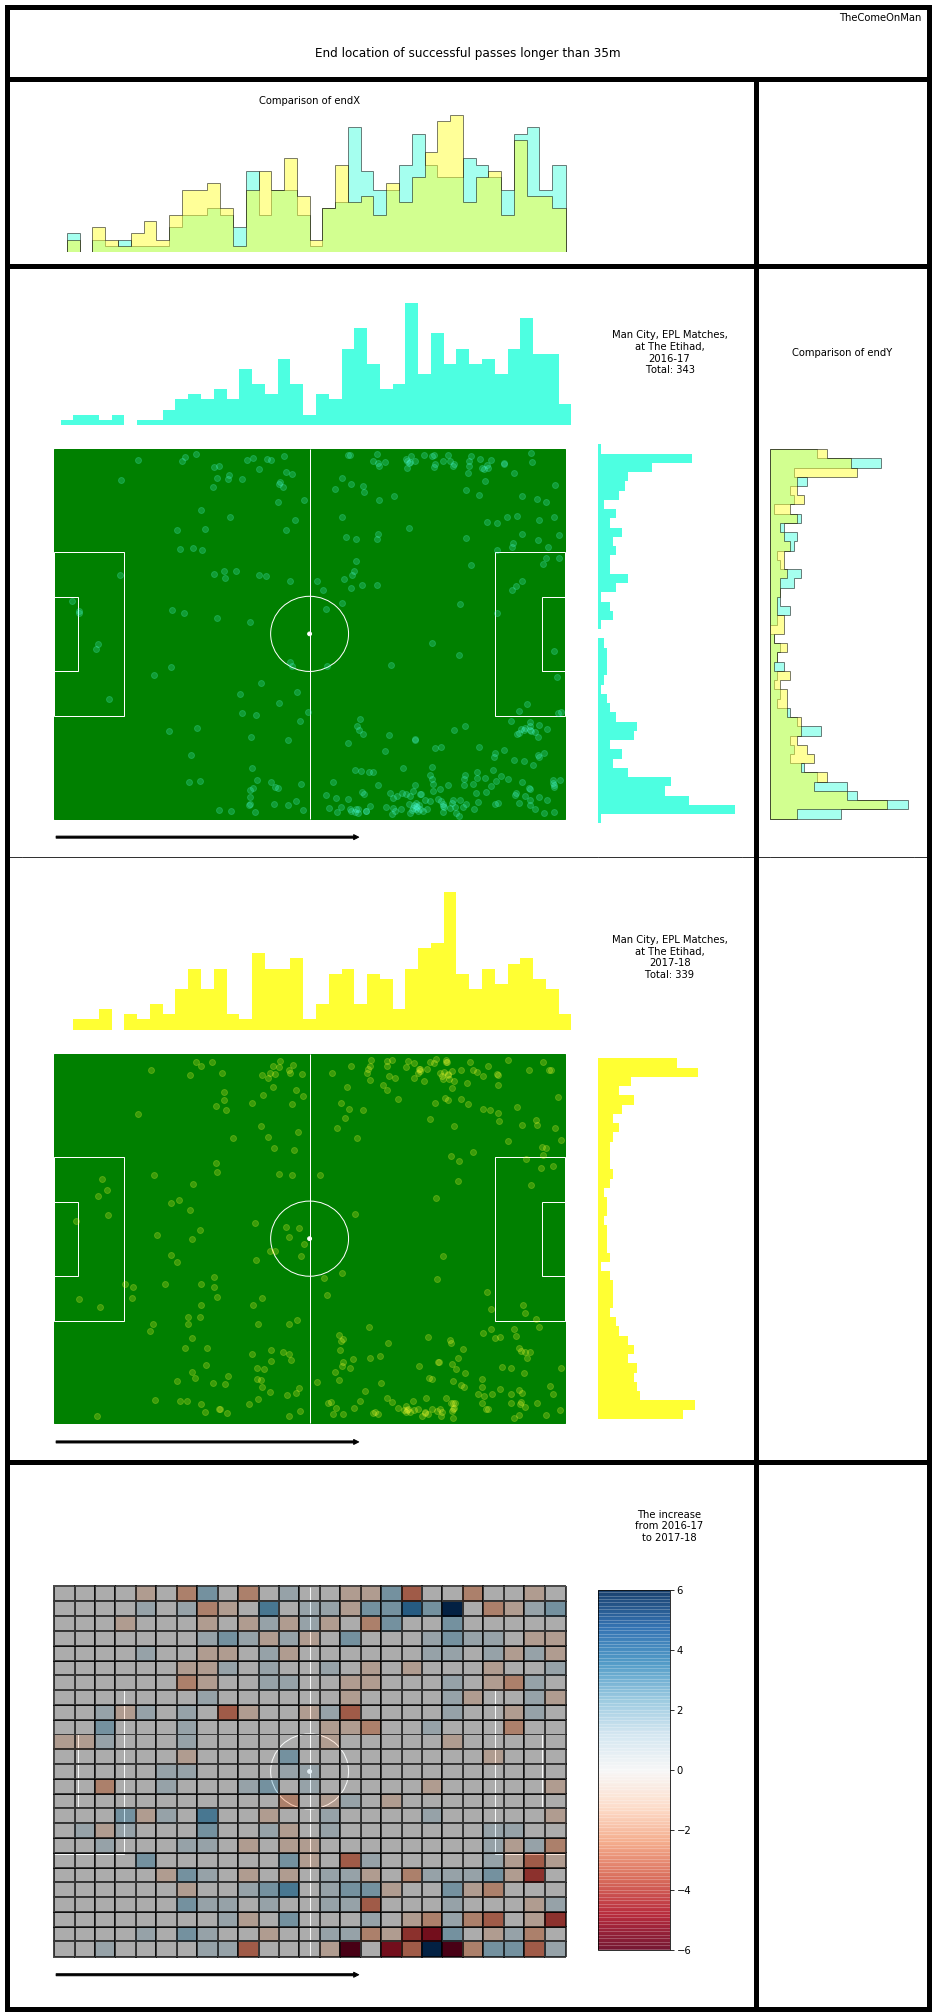 TheComeOnMan
End location of successful passes longer than 35m
Comparison of endX
Man City, EPL Matches,
at The Etihad,
2016-17
Total: 343
Comparison of endY
Man City, EPL Matches,
at The Etihad,
2017-18
Total: 339
The increase
from 2016-17
to 2017-18
6
4
2
0
−2
−4
−6